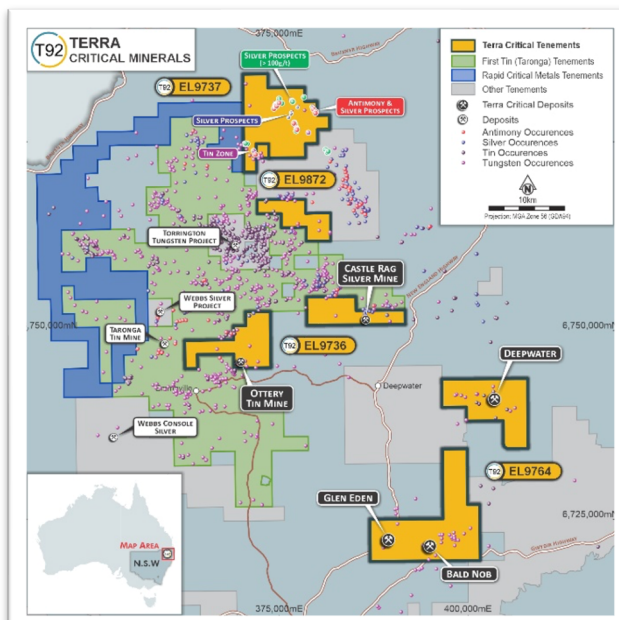 375,000mE
T92 TERRA
CRITICAL MINERALS
SILVER PROSPECTS
(> 100g/t)
T92 EL9737
SILVER PROSPECTS
ANTIMONY &
SILVER PROSPECTS
TIN ZONE
T92 EL9872
Terra Critical Tenements
First Tin (Taronga) Tenements
Rapid Critical Metals Tenements
Other Tenements
Terra Critical Deposits
Deposits
Antimony Occurences
Silver Occurences
Tin Occurences
Tungsten Occurences
N
10km
Projection: MGA Zone 56 (GDA94)
TORRINGTON
TUNGSTEN PROJECT
CASTLE RAG
SILVER MINE
WEBBS SILVER
PROJECT
,750,000mN
6,750,000m
TARONGA
TIN MINE
T92 EL9736
DEEPWATER
Deepwater
OTTERY
TIN MINE
WEBBS CONSOLE
SILVER
T92 EL9764
GLEN EDEN
6,725,000m
BALD NOB
MAP AREA
N.S.W
375,000mE
400,000mE